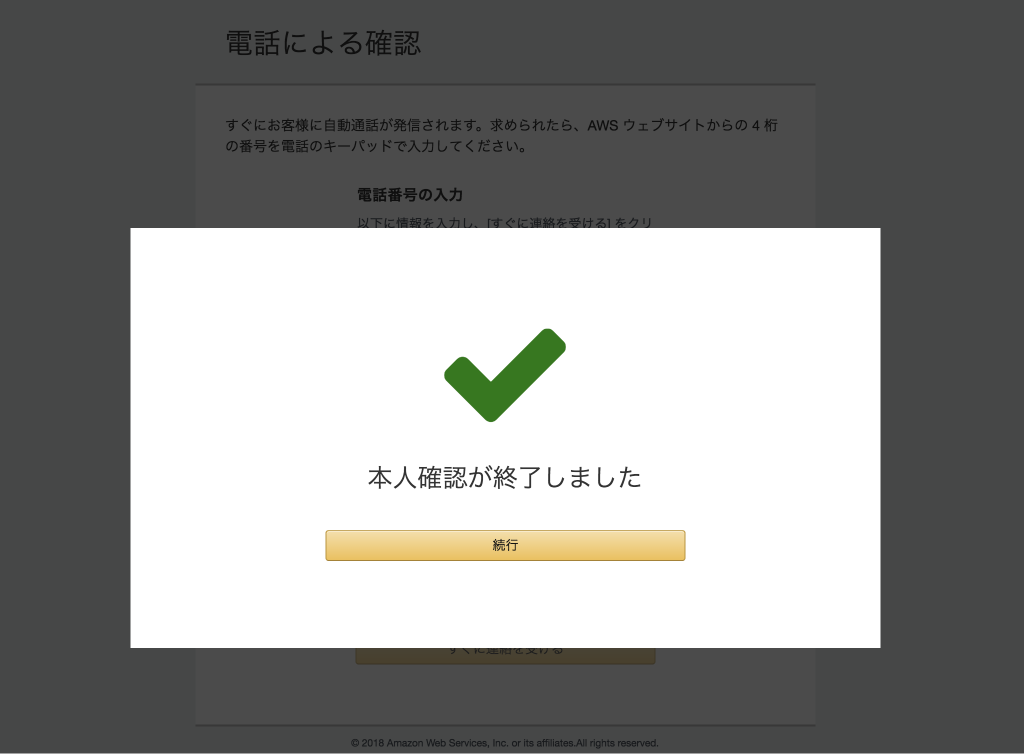 電話による確認
すぐにお客様に自動通話が発信されます。求められたら、AWS ウェブサイトからの 4 桁
の番号を電話のキーパッドで入力してください。
電話番号の入力
以下に情報を入力し、[すぐに連絡を受ける] をクリ
本人確認が終了しました
続行
すぐに連絡を受ける
© 2018 Amazon Web Services, Inc. or its affiliates.All rights reserved.